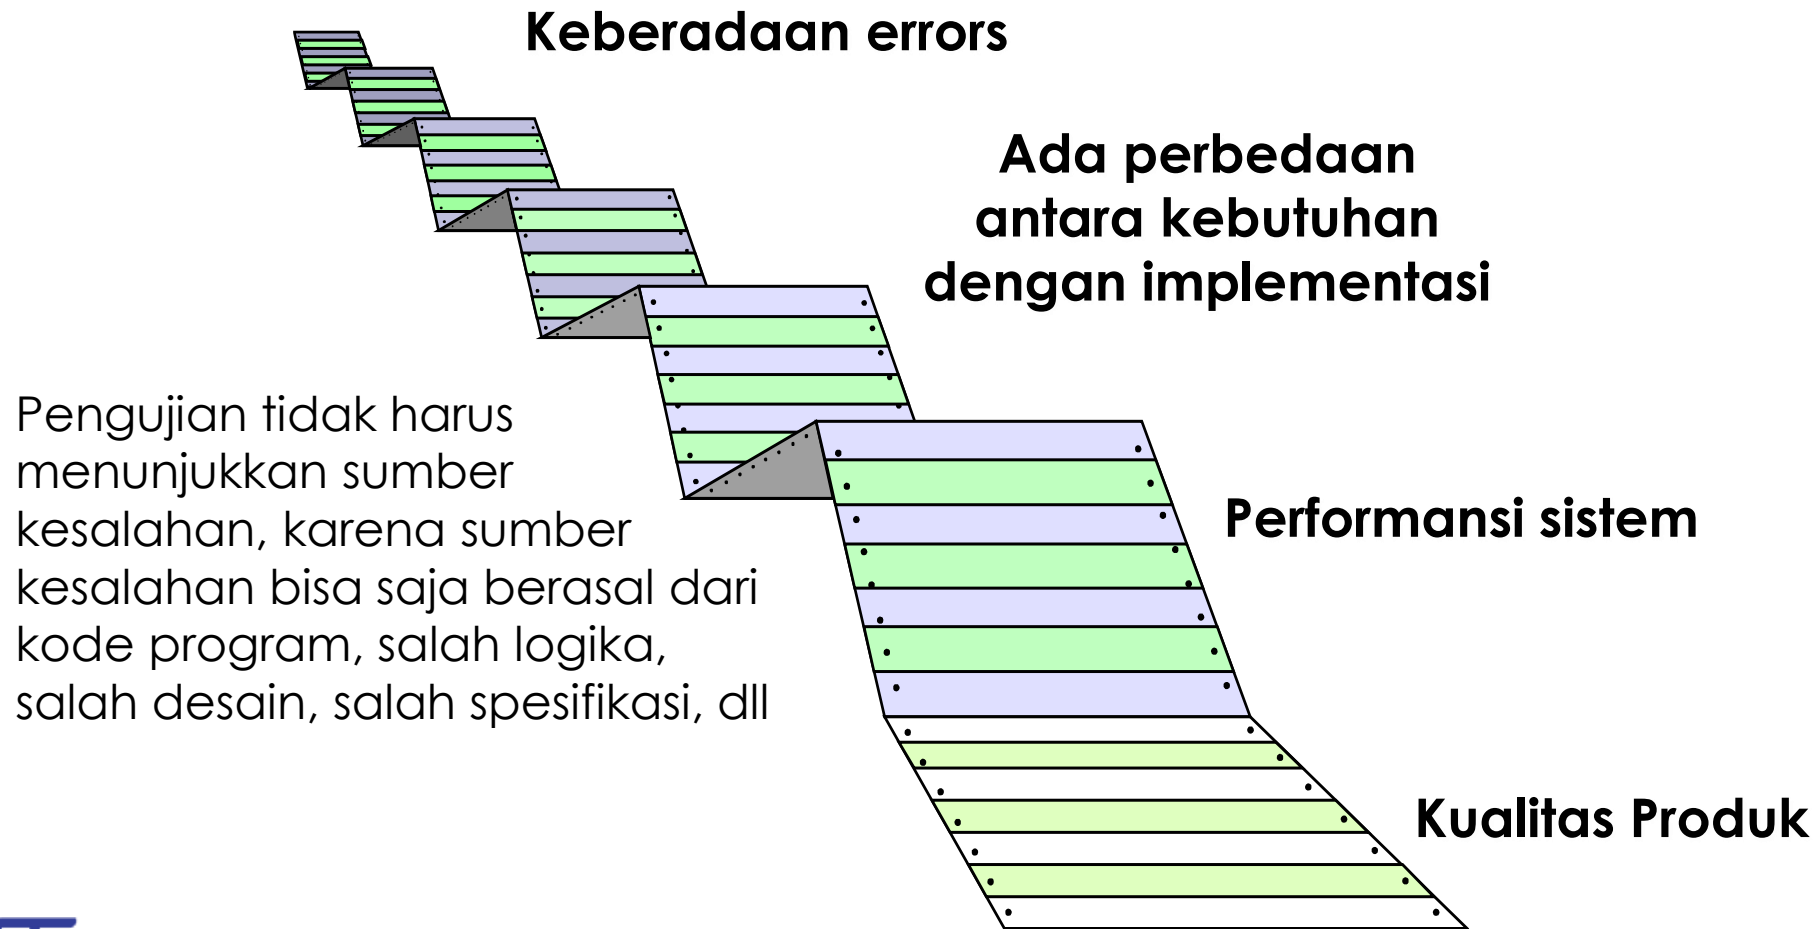 Keberadaan errors
Ada perbedaan
antara kebutuhan
dengan implementasi
Pengujian tidak harus
menunjukkan sumber
kesalahan, karena sumber
kesalahan bisa saja berasal dari
kode program, salah logika,
salah desain, salah spesifikasi, dll
Performansi sistem
Kualitas Produk